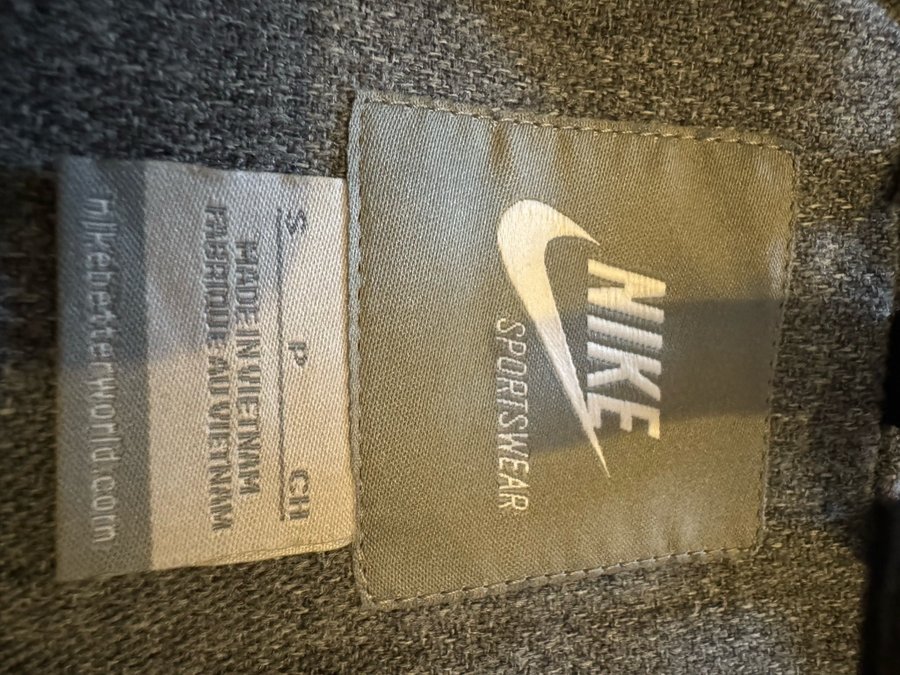 NIKE
SPORTSWEAR
S P CH
MADE IN VIETNAM
FABRIQUÉ AU VIETNAM
nikebetterworld.com